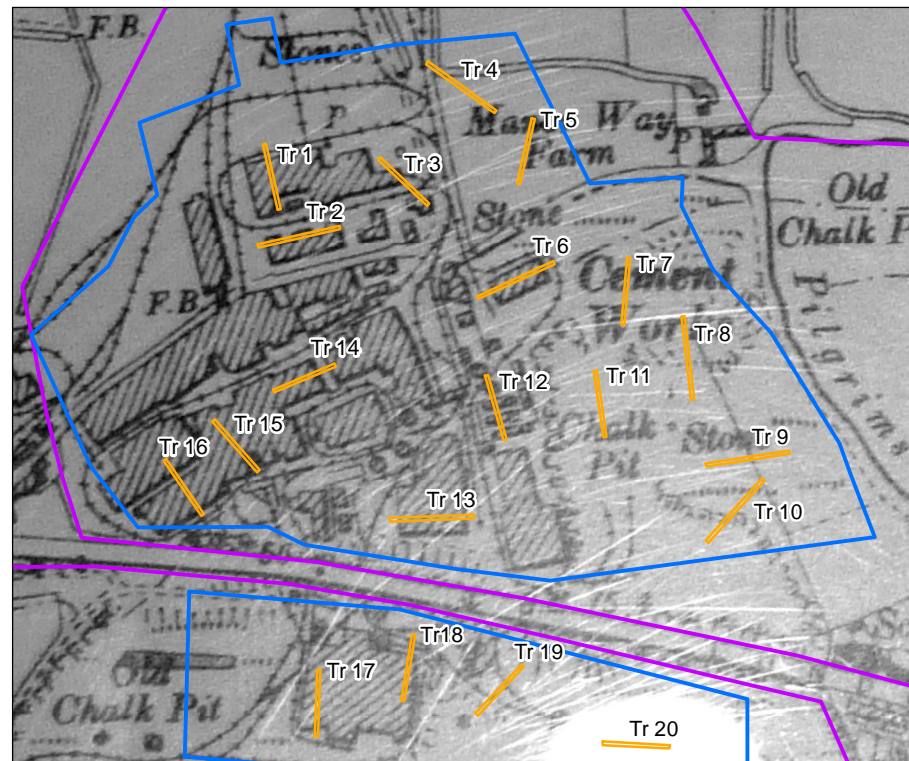 F.B.
Stones
Tr 4
P
Tr 5
Way
P
Farm
Tr 1
Tr 3
Old
Chalk P
Tr 2
Stone
Tr 6
Tr 7
Cement
F.B.
Pilgrims
Work
Tr 8
Tr 14
Tr 12
Tr 11
Chalk
Pit
Tr 15
Tr 9
Tr 16
Tr 13
Tr 10
Tr18
Tr 19
Tr 17
Old
Chalk Pit
Tr 20